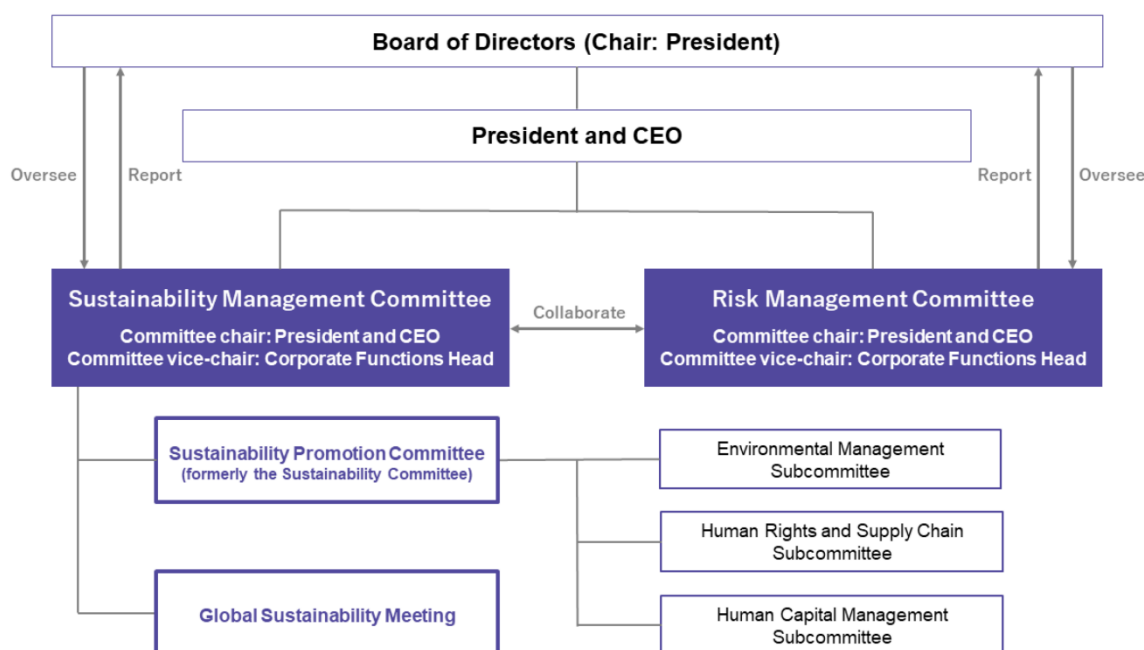 Board of Directors (Chair: President)
President and CEO
Oversee
Report
Report
Oversee
Sustainability Management Committee
Committee chair: President and CEO
Committee vice-chair: Corporate Functions Head
Collaborate
Risk Management Committee
Committee chair: President and CEO
Committee vice-chair: Corporate Functions Head
Sustainability Promotion Committee
(formerly the Sustainability Committee)
Environmental Management
Subcommittee
Human Rights and Supply Chain
Subcommittee
Global Sustainability Meeting
Human Capital Management
Subcommittee